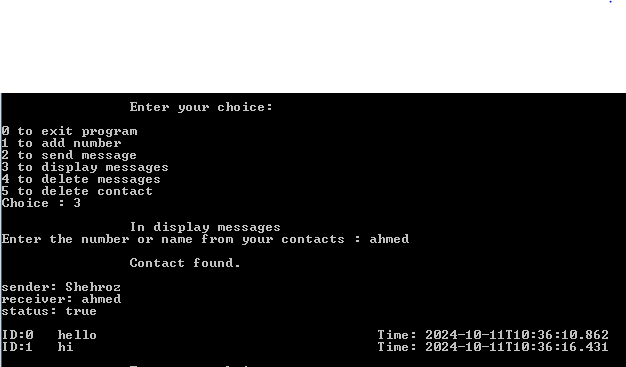 Enter your choice:
0 to exit program
1 to add number
2 to send message
3 to display messages
4 to delete messages
5 to delete contact
Choice : 3
In display messages
Enter the number or name from your contacts : ahmed
Contact found.
sender: Shehroz
receiver: ahmed
status: true
ID:0 hello Time: 2024-10-11T10:36:10.862
ID:1 hi Time: 2024-10-11T10:36:16.431